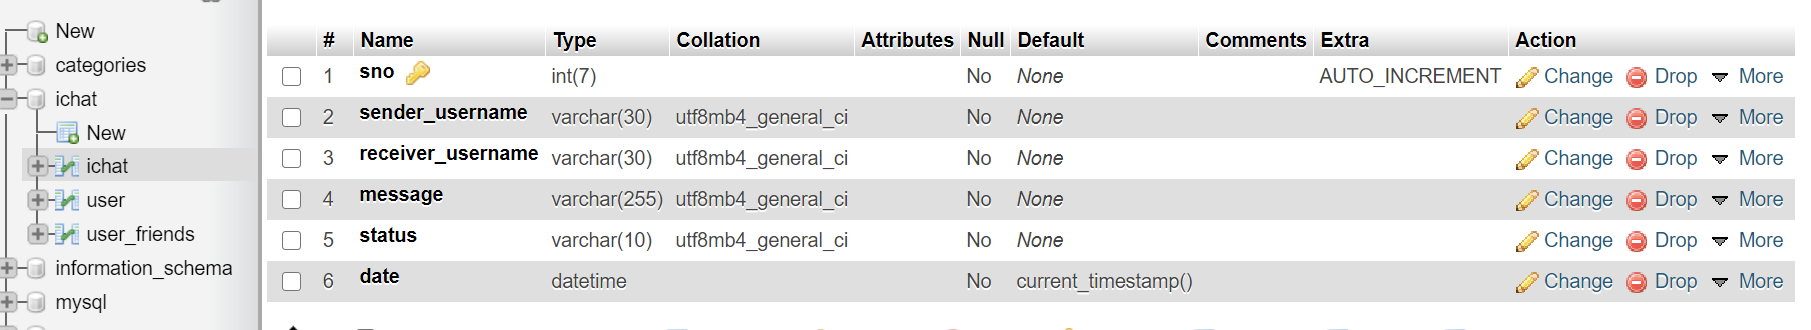 New
categories
ichat
New
ichat
user
user_friends
information_schema
mysql
# Name Type Collation Attributes Null Default Comments Extra Action
1 sno int(7) No None AUTO_INCREMENT Change Drop More
2 sender_username varchar(30) utf8mb4_general_ci No None Change Drop More
3 receiver_username varchar(30) utf8mb4_general_ci No None Change Drop More
4 message varchar(255) utf8mb4_general_ci No None Change Drop More
5 status varchar(10) utf8mb4_general_ci No None Change Drop More
6 date datetime No current_timestamp() Change Drop More